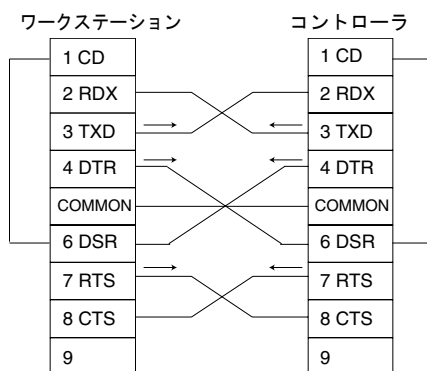 ワークステーション
コントローラ
1 CD
1 CD
2 RDX
2 RDX
3 TXD
3 TXD
4 DTR
4 DTR
COMMON
COMMON
6 DSR
6 DSR
7 RTS
7 RTS
8 CTS
8 CTS
9
9